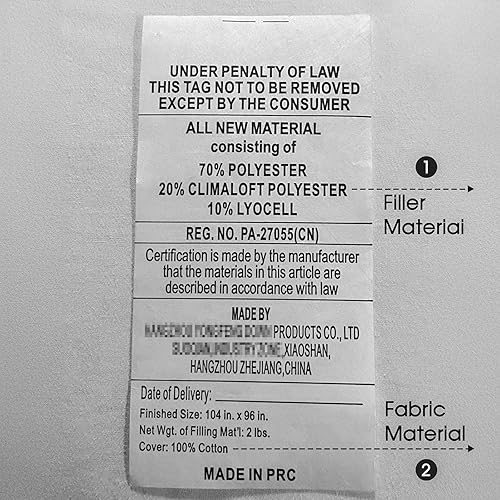 UNDER PENALTY OF LAW
THIS TAG NOT TO BE REMOVED
EXCEPT BY THE CONSUMER
ALL NEW MATERIAL
consisting of
70% POLYESTER
20% CLIMALOFT POLYESTER
10% LYOCELL
1
Filler
Material
REG. NO. PA-27055(CN)
Certification is made by the manufacturer
that the materials in this article are
described in accordance with law
MADE BY
PRODUCTS CO., LTD
XIAOSHAN,
HANGZHOU ZHEJIANG,CHINA
Date of Delivery:
Finished Size: 104 in. x 96 in.
Net Wgt. of Filling Mat'l: 2 lbs.
Cover: 100% Cotton
Fabric
Material
2
MADE IN PRC